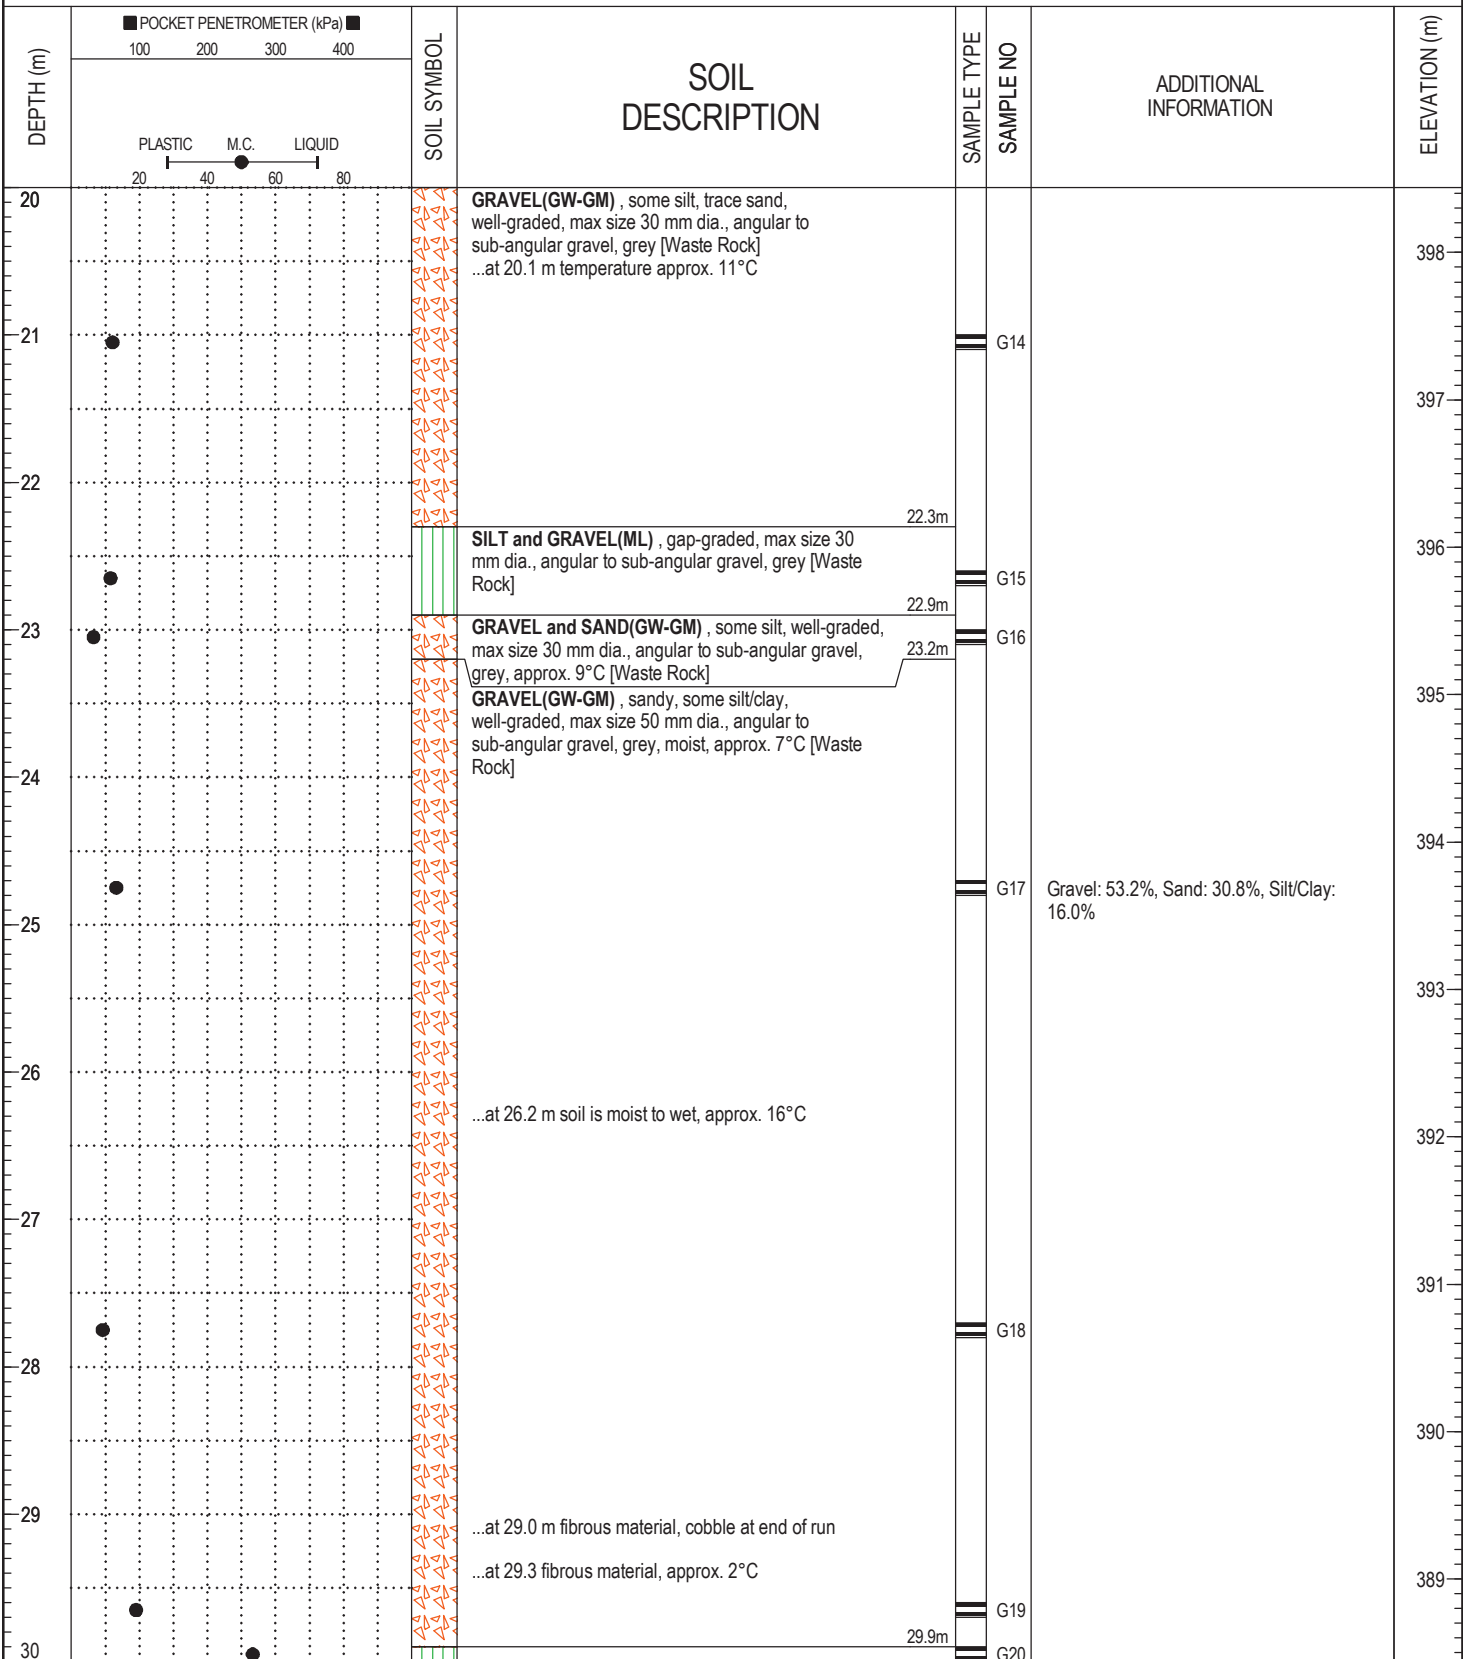 ■ POCKET PENETROMETER (kPa) ■
100 200 300 400
PLASTIC M.C. LIQUID
20 40 60 80
DEPTH (m)
SOIL SYMBOL
SOIL
DESCRIPTION
SAMPLE TYPE
SAMPLE NO
ADDITIONAL
INFORMATION
ELEVATION (m)
20
GRAVEL(GW-GM) , some silt, trace sand,
well-graded, max size 30 mm dia., angular to
sub-angular gravel, grey [Waste Rock]
...at 20.1 m temperature approx. 11°C
398
21
G14
397
22
22.3m
SILT and GRAVEL(ML) , gap-graded, max size 30
mm dia., angular to sub-angular gravel, grey [Waste
Rock]
396
G15
22.9m
23
GRAVEL and SAND(GW-GM) , some silt, well-graded,
max size 30 mm dia., angular to sub-angular gravel,
grey, approx. 9°C [Waste Rock]
G16
23.2m
GRAVEL(GW-GM) , sandy, some silt/clay,
well-graded, max size 50 mm dia., angular to
sub-angular gravel, grey, moist, approx. 7°C [Waste
Rock]
395
24
394
G17
Gravel: 53.2%, Sand: 30.8%, Silt/Clay:
16.0%
25
393
26
...at 26.2 m soil is moist to wet, approx. 16°C
392
27
391
G18
28
390
29
...at 29.0 m fibrous material, cobble at end of run
...at 29.3 fibrous material, approx. 2°C
389
G19
29.9m
30
G20